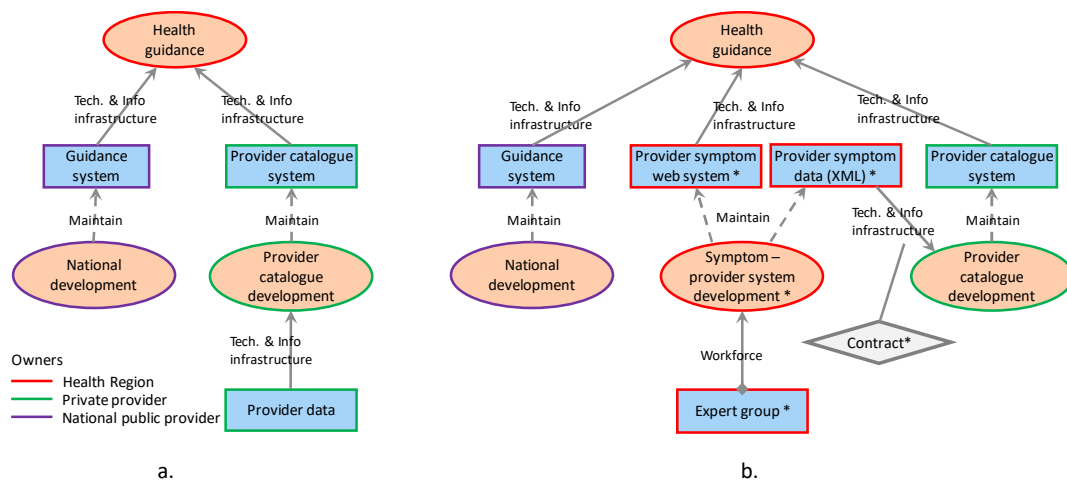 Health
guidance
Tech. & Info
infrastructure
Tech. & Info
infrastructure
Guidance
system
Provider catalogue
system
Maintain
Maintain
National
development
Provider
catalogue
development
Tech. & Info
infrastructure
Owners
Health Region
Private provider
National public provider
Provider data
a.
Health
guidance
Tech. & Info
infrastructure
Tech. & Info
infrastructure
Tech. & Info
infrastructure
Guidance
system
Provider symptom
web system *
Provider symptom
data (XML) *
Provider catalogue
system
Maintain
Maintain
Tech. & Info
infrastructure
Maintain
National
development
Symptom –
provider system
development *
Provider
catalogue
development
Contract*
Workforce
Expert group *
b.